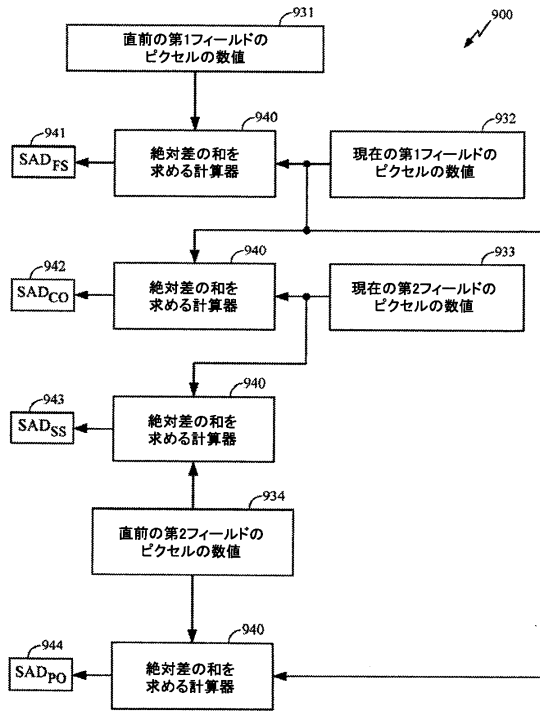 931
900
直前の第1フィールドの
ピクセルの数値
941
940
932
SAD_FS
絶対差の和を
求める計算器
現在の第1フィールドの
ピクセルの数値
942
940
933
SAD_CO
絶対差の和を
求める計算器
現在の第2フィールドの
ピクセルの数値
943
940
SAD_SS
絶対差の和を
求める計算器
934
直前の第2フィールドの
ピクセルの数値
944
940
SAD_PO
絶対差の和を
求める計算器